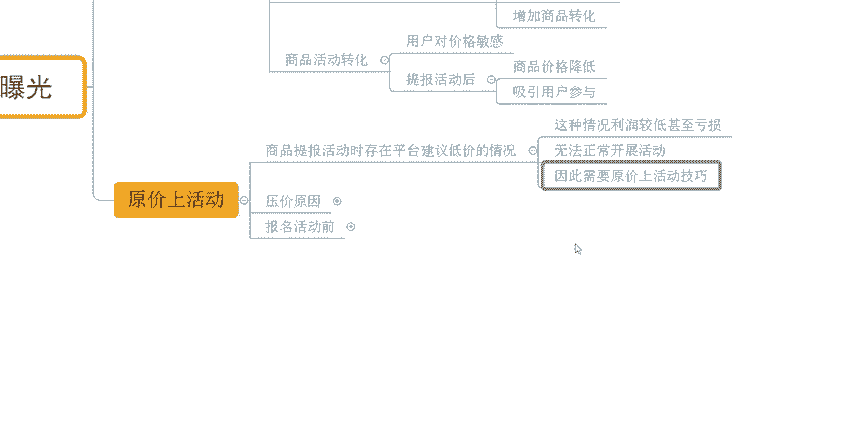 增加商品转化
用户对价格敏感
商品活动转化
商品价格降低
提报活动后
吸引用户参与
曝光
这种情况利润较低甚至亏损
商品提报活动时存在平台建议低价的情况
无法正常开展活动
因此需要原价上活动技巧
原价上活动
压价原因
报名活动前